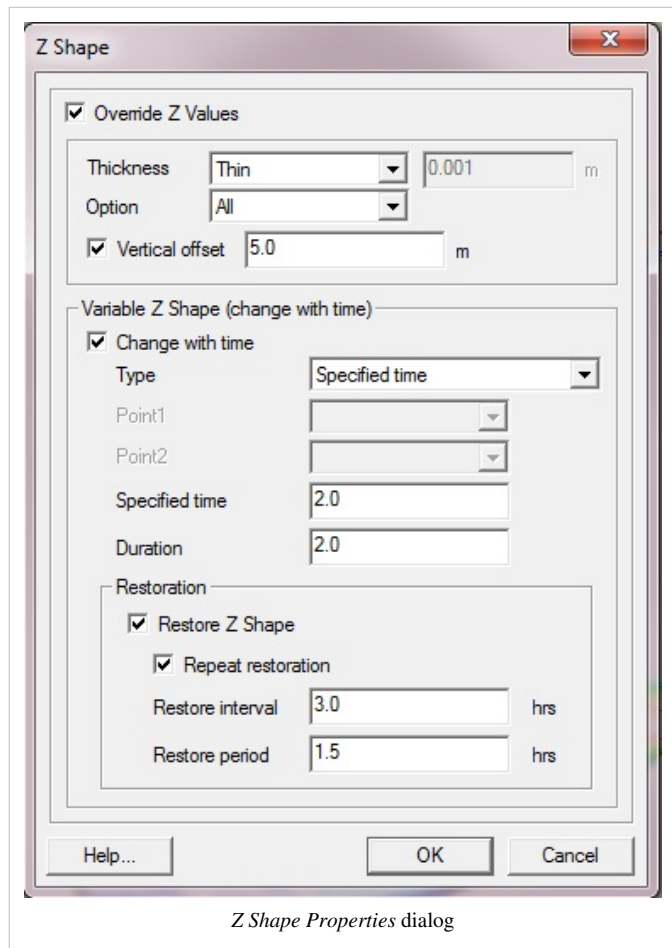 Z Shape
Override Z Values
Thickness Thin 0.001 m
Option All
Vertical offset 5.0 m
Variable Z Shape (change with time)
Change with time
Type Specified time
Point1
Point2
Specified time 2.0
Duration 2.0
Restoration
Restore Z Shape
Repeat restoration
Restore interval 3.0 hrs
Restore period 1.5 hrs
Help... OK Cancel
Z Shape Properties dialog